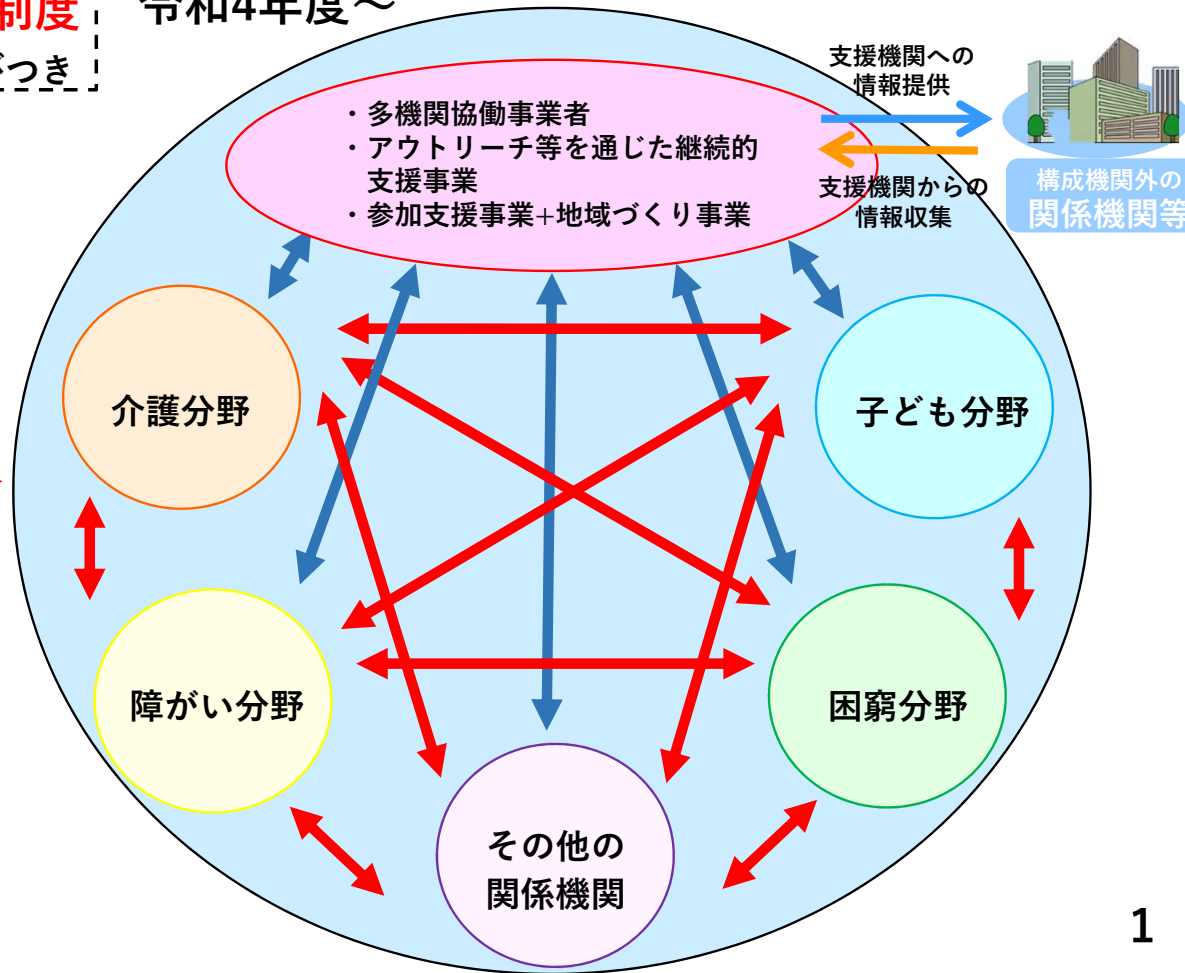 制度
令和4年度～
つき
・多機関協働事業者
・アウトリーチ等を通じた継続的
支援事業
・参加支援事業+地域づくり事業
支援機関への
情報提供
支援機関からの
情報収集
構成機関外の
関係機関等
介護分野
子ども分野
障がい分野
困窮分野
その他の
関係機関
1